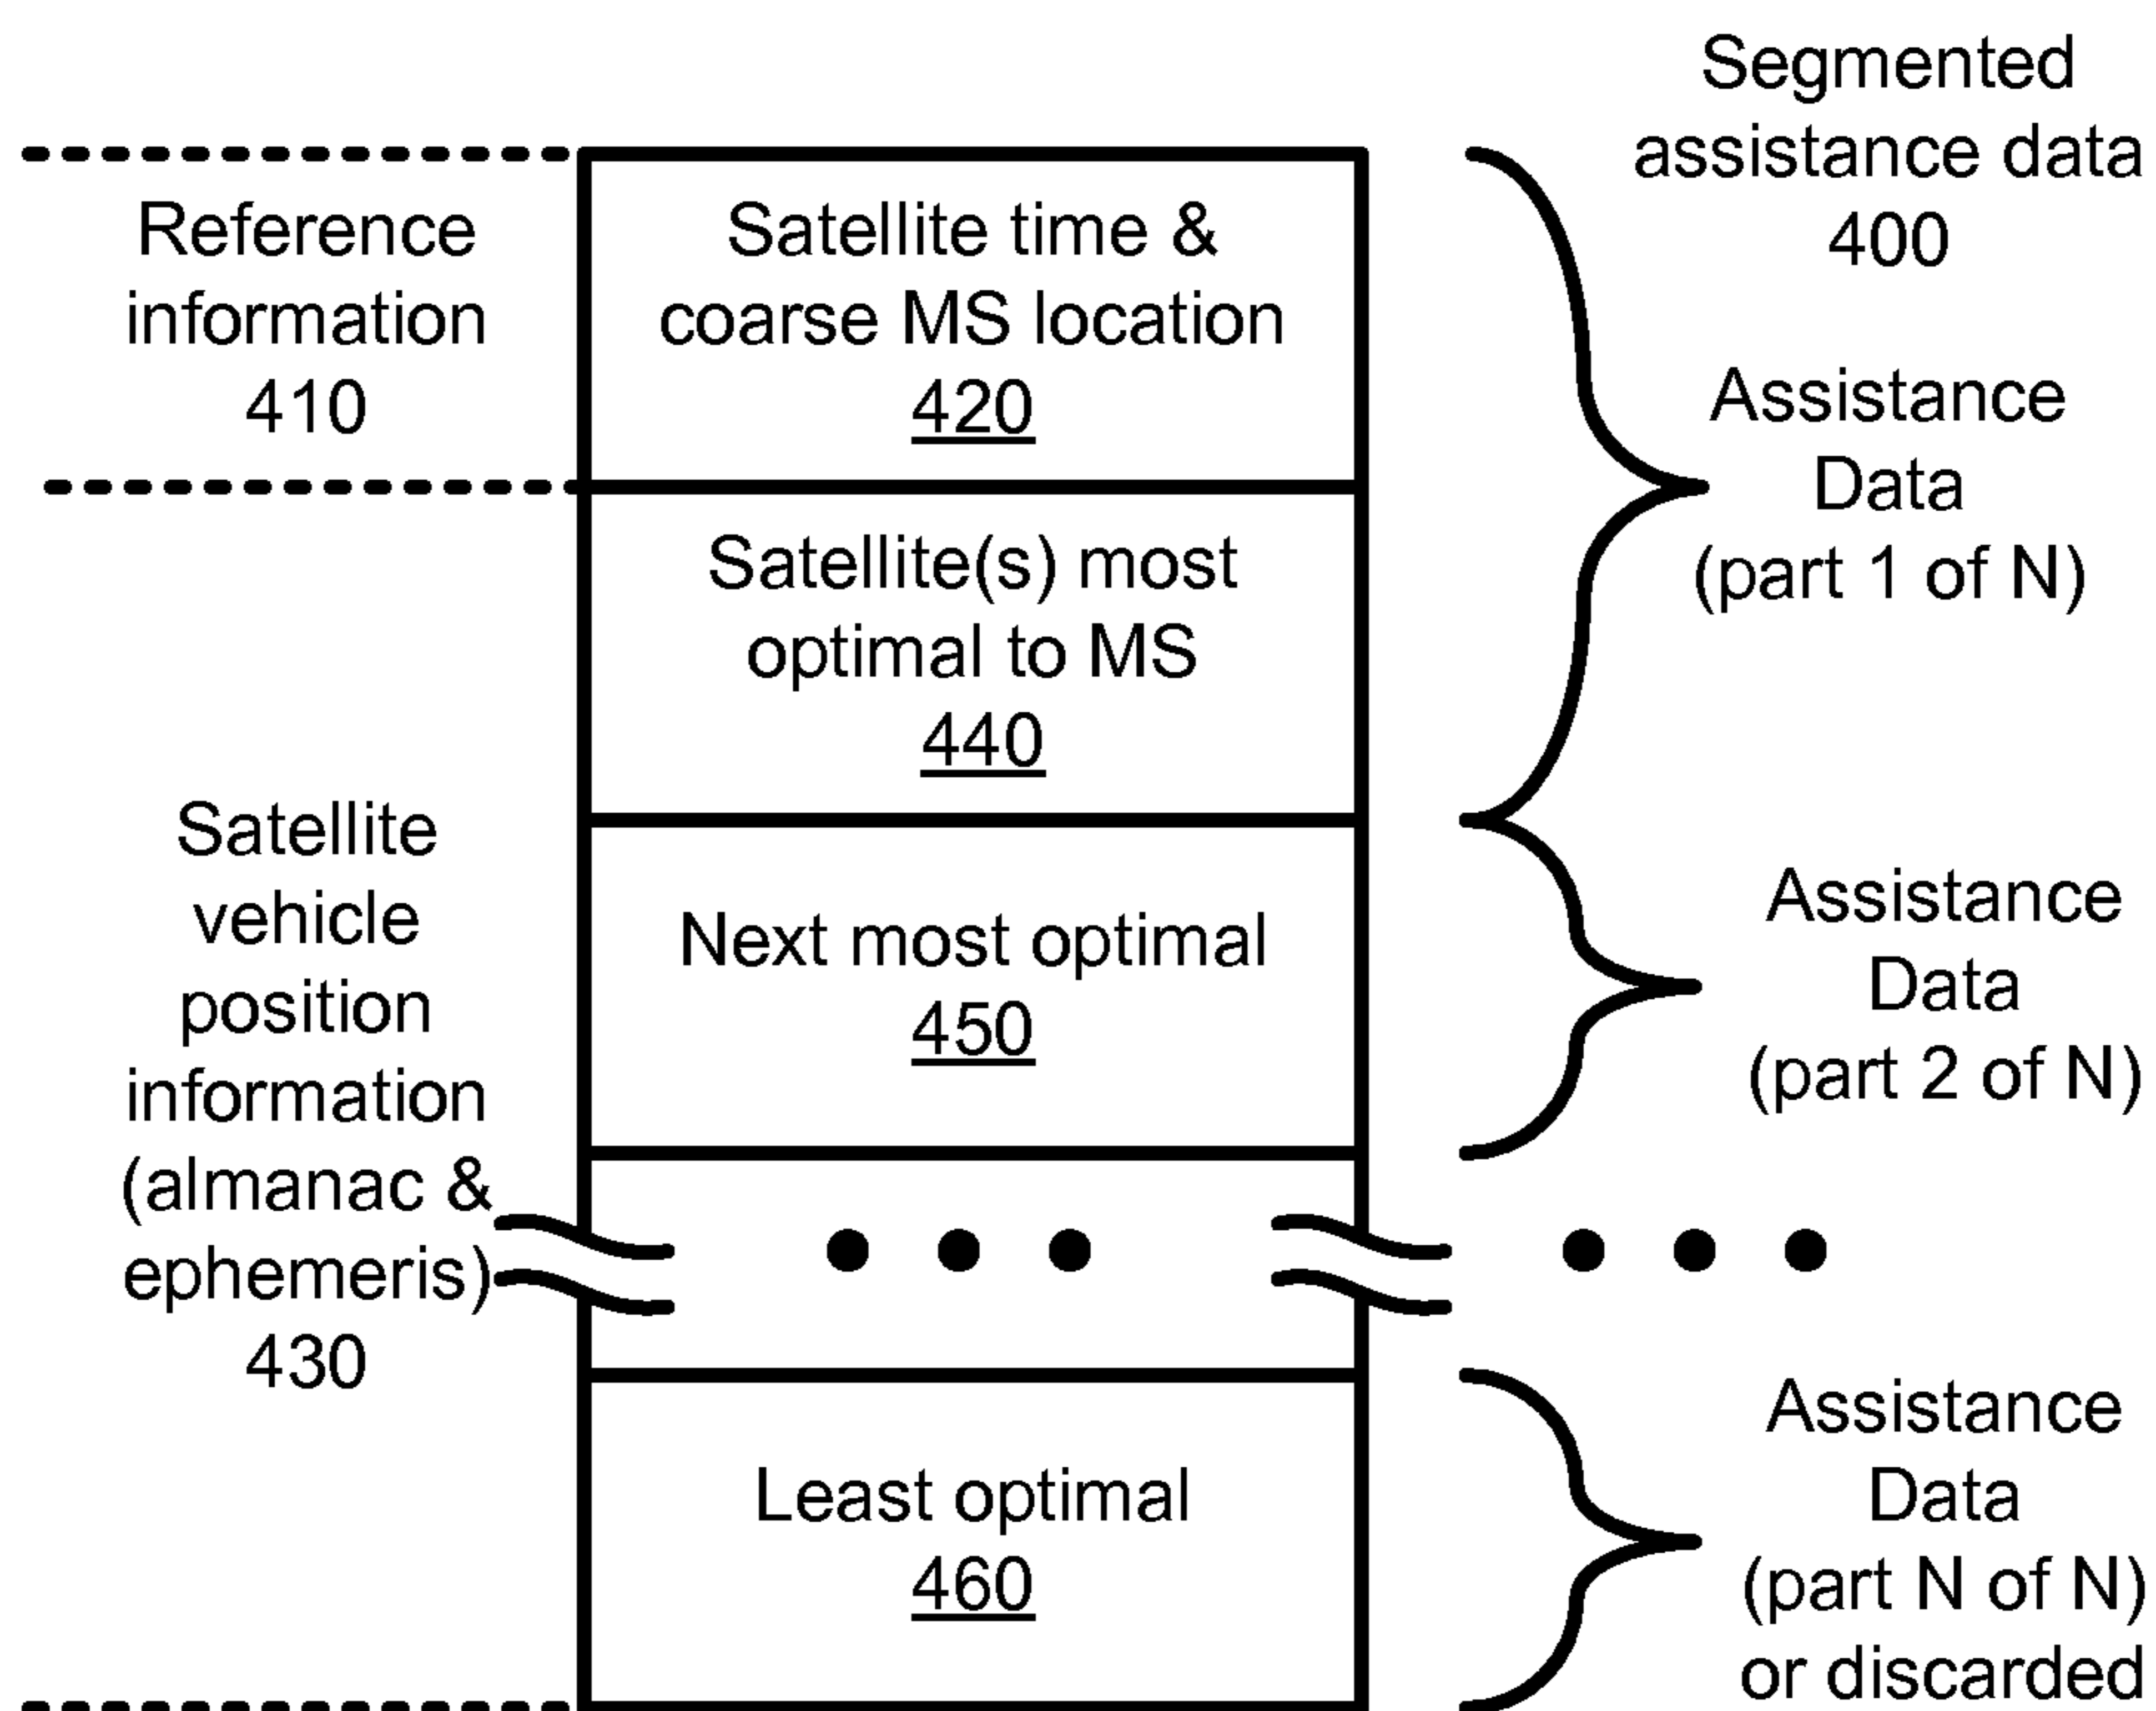 Segmented
assistance data
400
Reference
information
410
Satellite time &
coarse MS location
420
Assistance
Data
(part 1 of N)
Satellite(s) most
optimal to MS
440
Satellite
vehicle
position
information
(almanac &
ephemeris)
430
Next most optimal
450
Assistance
Data
(part 2 of N)
Least optimal
460
Assistance
Data
(part N of N)
or discarded